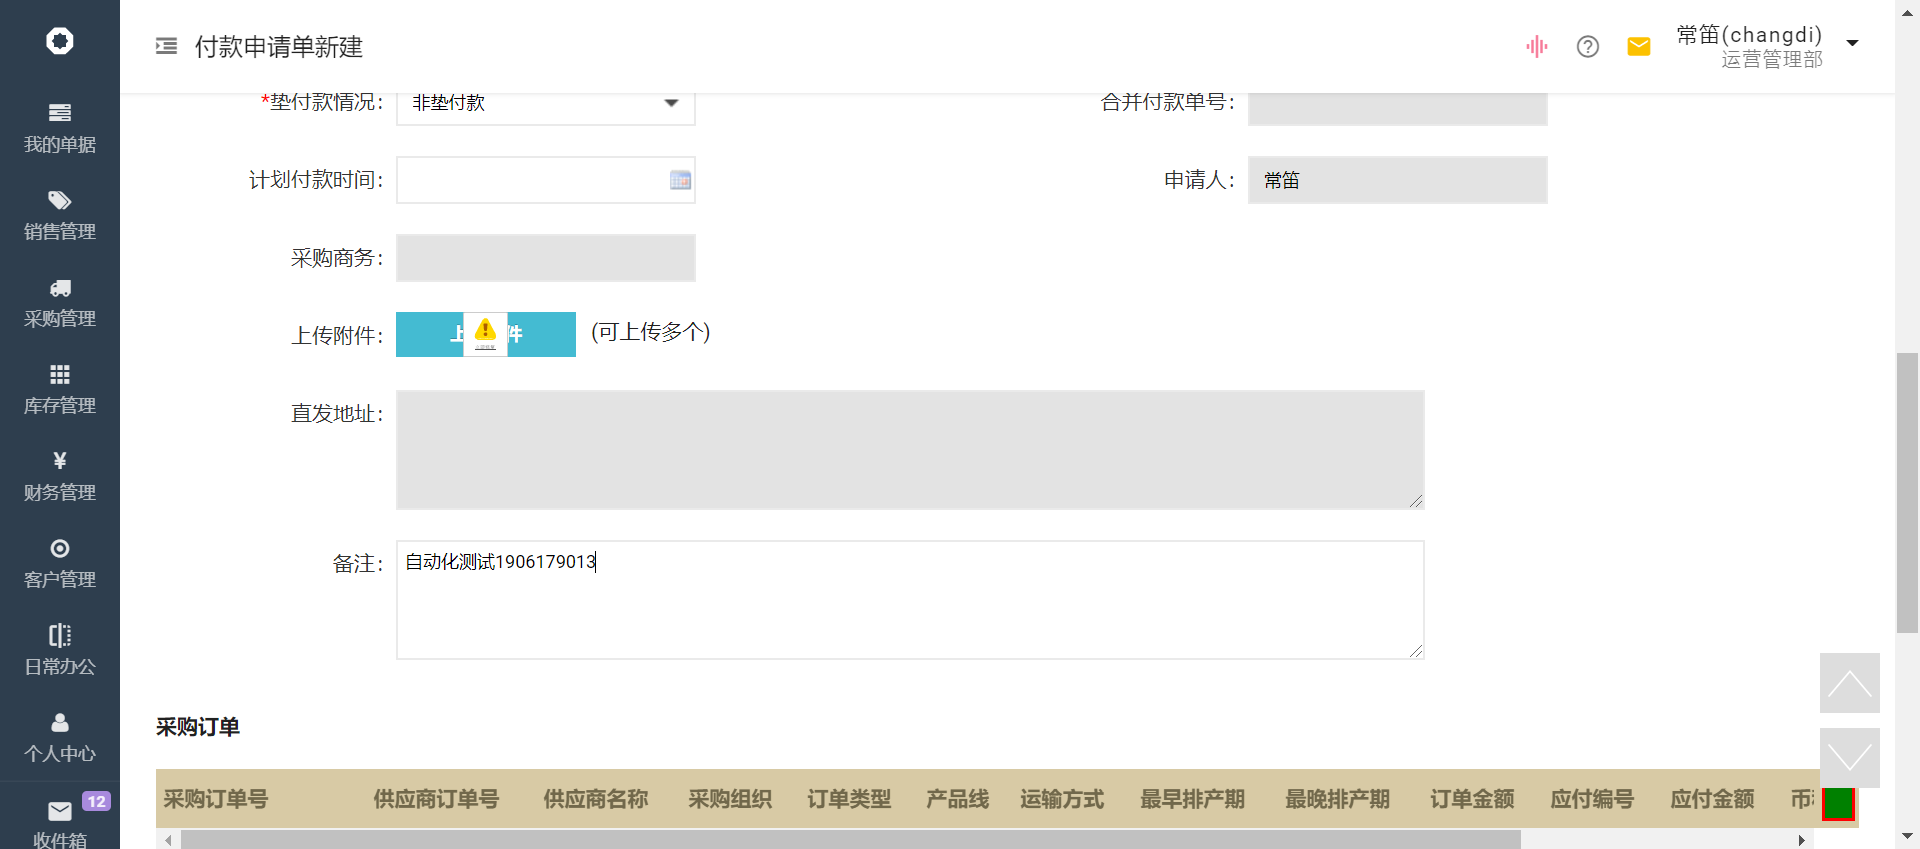 付款申请单新建
常笛(changdi)
运营管理部
我的单据
销售管理
采购管理
库存管理
财务管理
客户管理
日常办公
个人中心
12
收件箱
*垫付款情况：
非垫付款
合并付款单号：
计划付款时间：
申请人：
常笛
采购商务：
上传附件：
上
件
(可上传多个)
直发地址：
备注：
自动化测试1906179013
采购订单
采购订单号 供应商订单号 供应商名称 采购组织 订单类型 产品线 运输方式 最早排产期 最晚排产期 订单金额 应付编号 应付金额 币